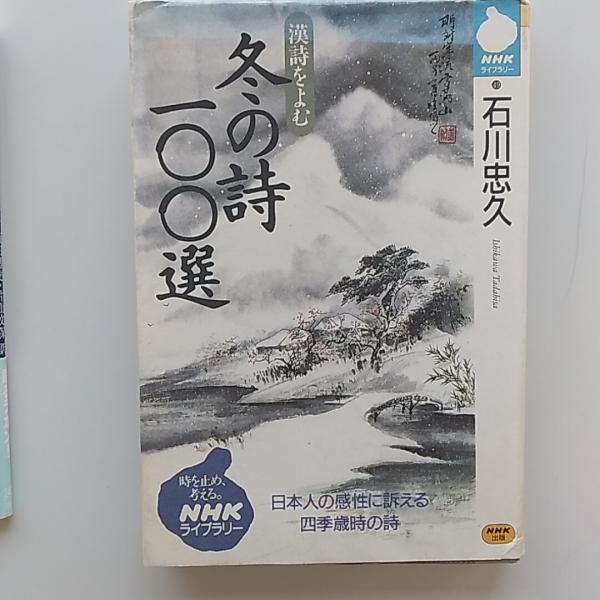 漢詩をよむ
冬の詩
一〇〇選
NHK
ライブラリー
49
石川忠久
Ishikawa Tadahisa
時を止め、
考える。
NHK
ライブラリー
日本人の感性に訴える
四季歳時の詩
NHK
出版